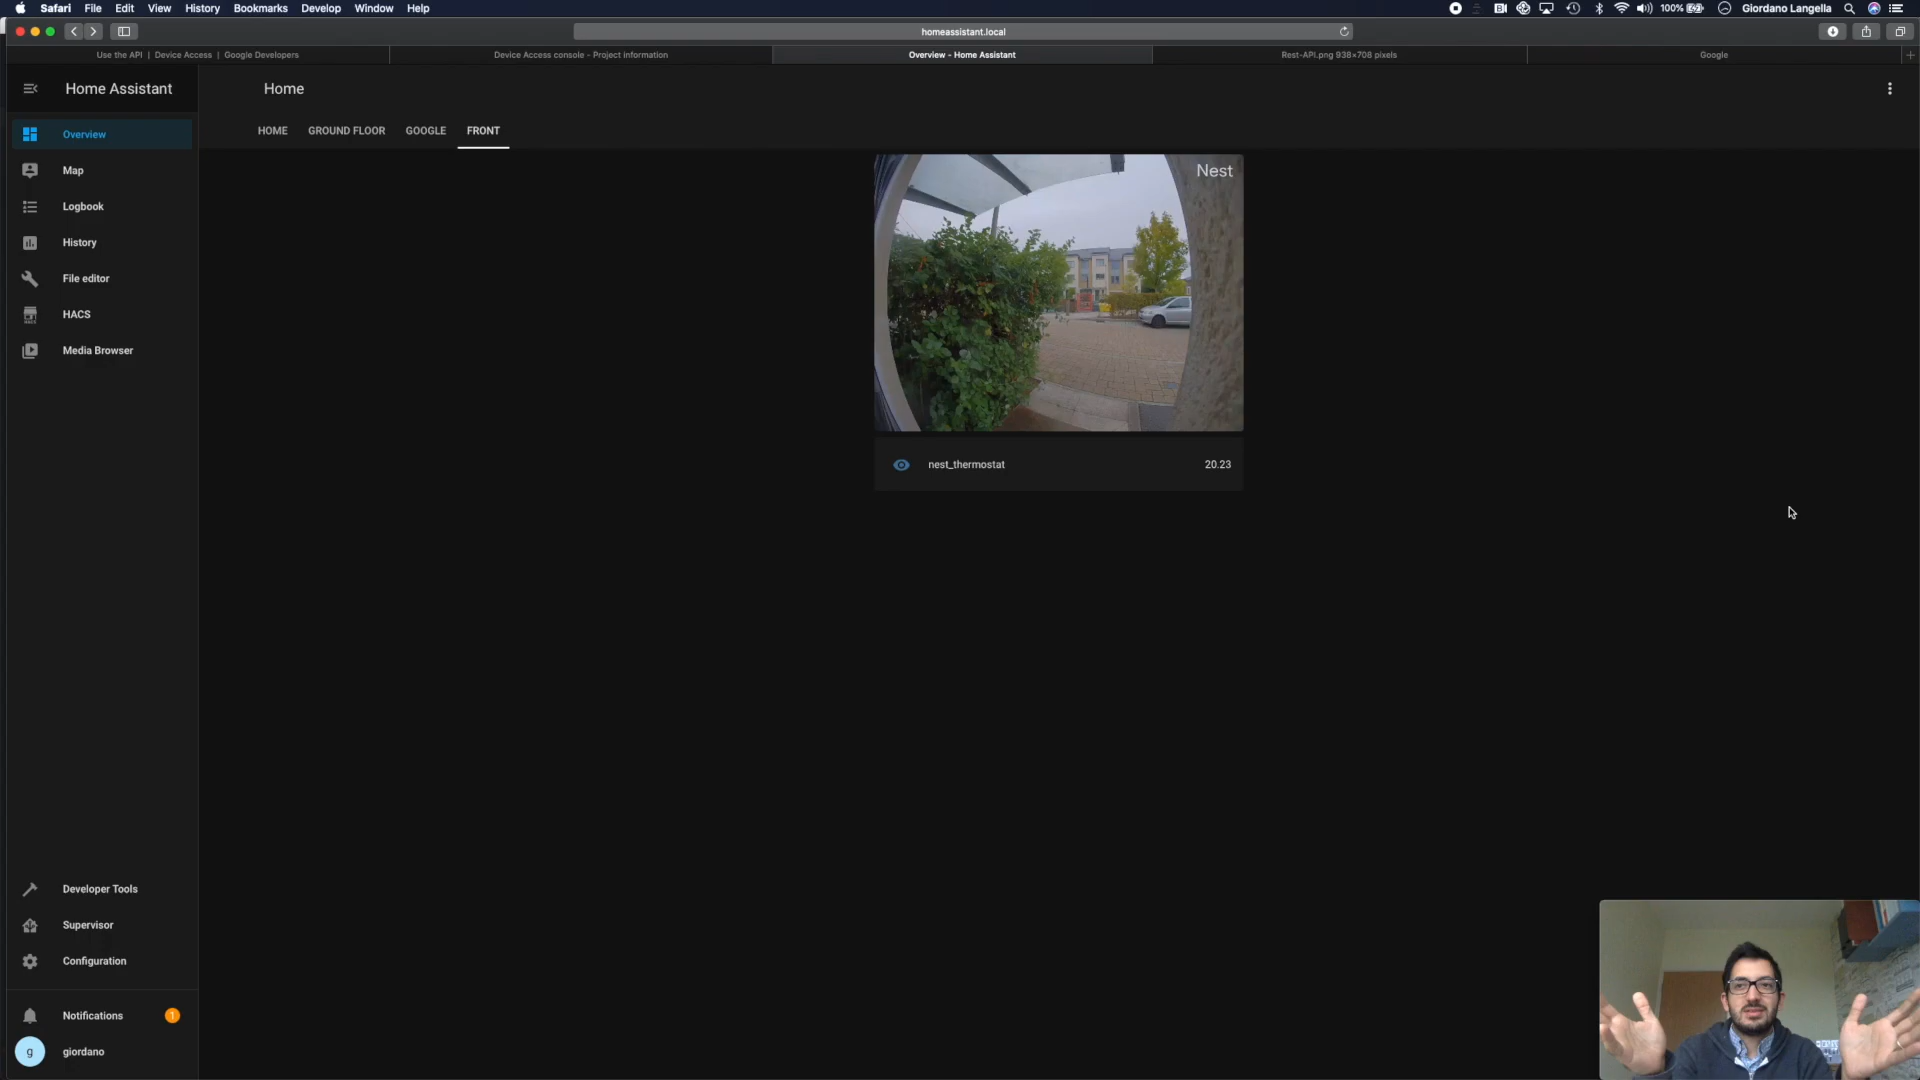 Safari File Edit View History Bookmarks Develop Window Help 100% Giordano Langella
homeassistant.local
Use the API | Device Access | Google Developers
Device Access console - Project Information
Overview - Home Assistant
Rest-API.png 938×708 pixels
Google
Home Assistant
Home
HOME GROUND FLOOR GOOGLE FRONT
Overview
Map
Logbook
History
File editor
HACS
Media Browser
Nest
nest_thermostat 20.23
Developer Tools
Supervisor
Configuration
Notifications 1
g giordano